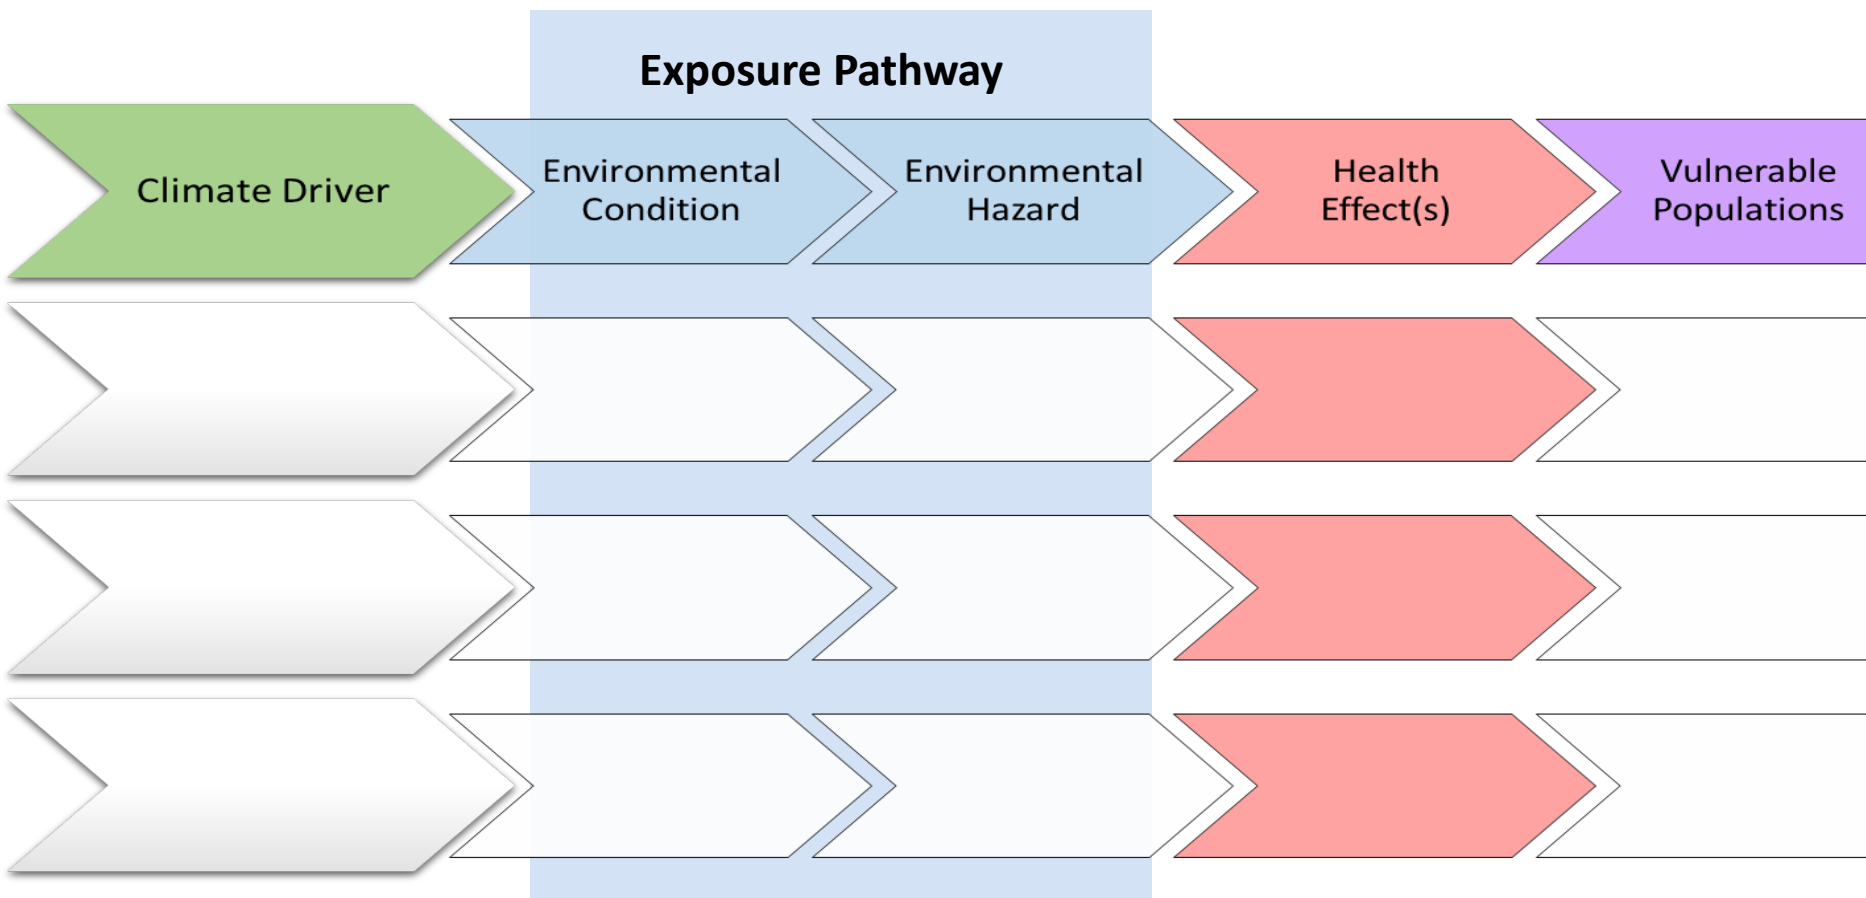 Exposure Pathway
Climate Driver
Environmental
Condition
Environmental
Hazard
Health
Effect(s)
Vulnerable
Populations